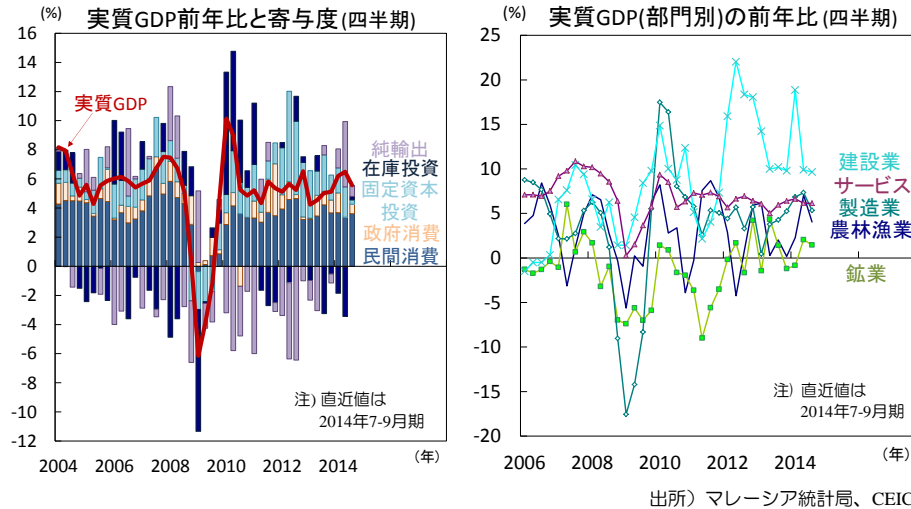 実質GDP前年比と寄与度(四半期)
(%)
16
14
12
10
8
6
4
2
0
-2
-4
-6
-8
-10
-12
実質GDP
純輸出
在庫投資
固定資本
投資
政府消費
民間消費
注) 直近値は
2014年7-9月期
2004
2006
2008
2010
2012
2014
(年)
実質GDP(部門別)の前年比(四半期)
(%)
25
20
15
10
5
0
-5
-10
-15
-20
建設業
サービス
製造業
農林漁業
鉱業
注) 直近値は
2014年7-9月期
2006
2008
2010
2012
2014
(年)
出所）マレーシア統計局、CEIC